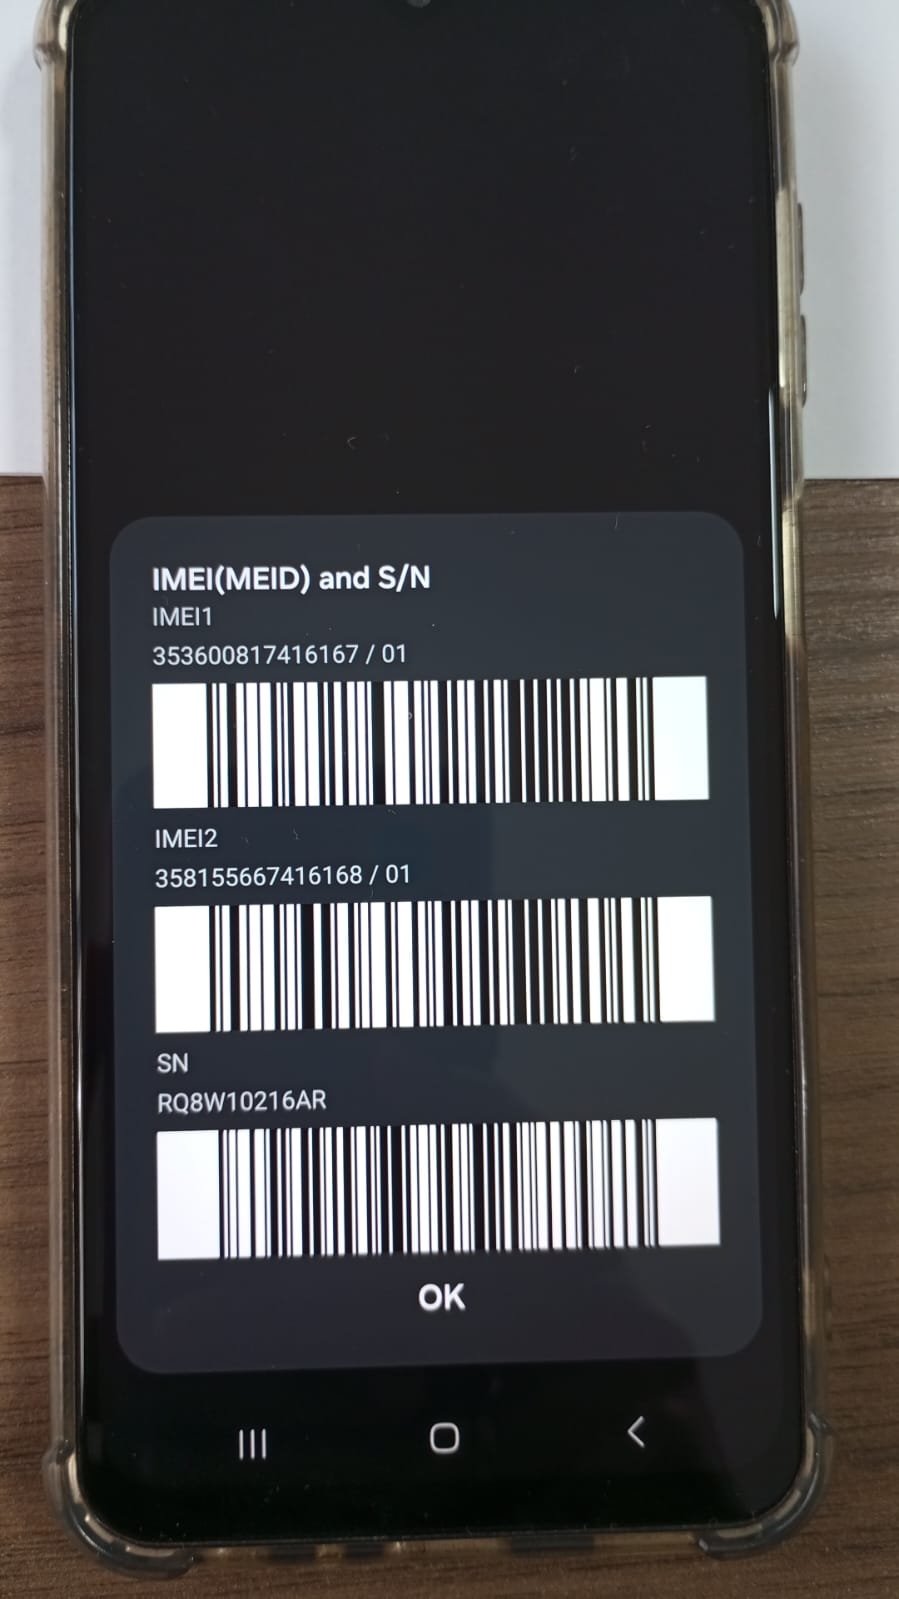 IMEI(MEID) and S/N
IMEI1
353600817416167 / 01
IMEI2
358155667416168 / 01
SN
RQ8W10216AR
OK